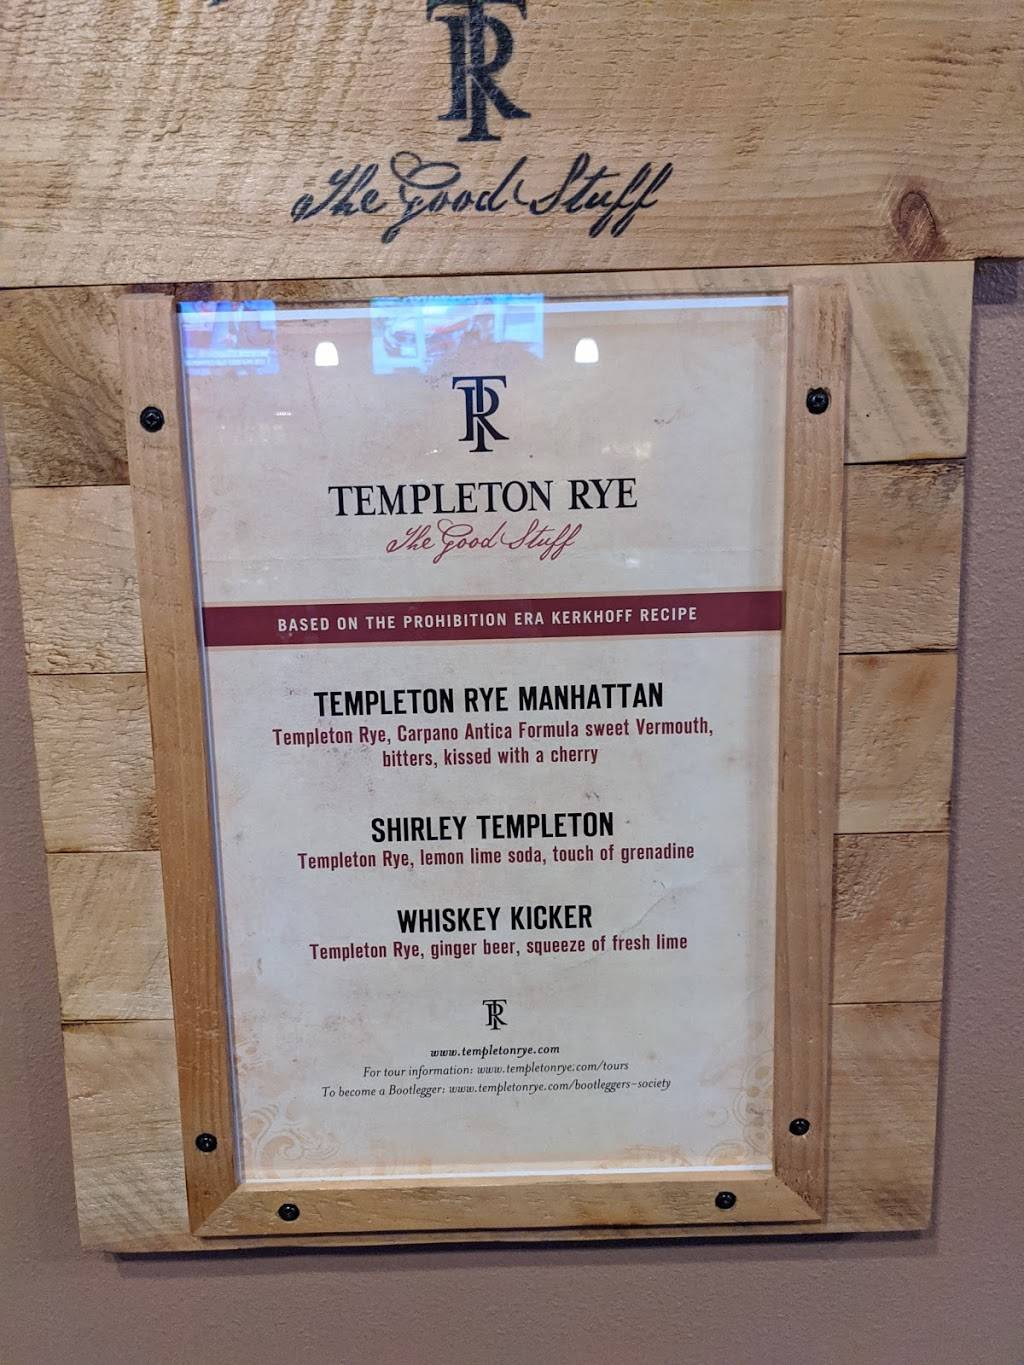 TR
The Good Stuff
TR
TEMPLETON RYE
The Good Stuff
BASED ON THE PROHIBITION ERA KERKHOFF RECIPE
TEMPLETON RYE MANHATTAN
Templeton Rye, Carpano Antica Formula sweet Vermouth,
bitters, kissed with a cherry
SHIRLEY TEMPLETON
Templeton Rye, lemon lime soda, touch of grenadine
WHISKEY KICKER
Templeton Rye, ginger beer, squeeze of fresh lime
TR
www.templetonrye.com
For tour information: www.templetonrye.com/tours
To become a Bootlegger: www.templetonrye.com/bootleggers-society